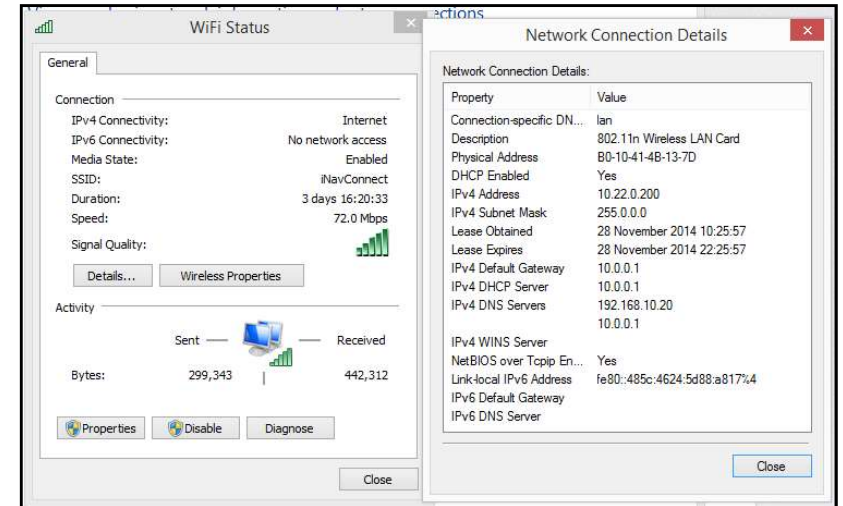 ections
WiFi Status
General
Connection
IPv4 Connectivity: Internet
IPv6 Connectivity: No network access
Media State: Enabled
SSID: iNavConnect
Duration: 3 days 16:20:33
Speed: 72.0 Mbps
Signal Quality:
Details...
Wireless Properties
Activity
Sent — — Received
Bytes: 299,343 | 442,312
Properties
Disable
Diagnose
Close
Network Connection Details
Network Connection Details:
Property Value
Connection-specific DN... lan
Description 802.11n Wireless LAN Card
Physical Address B0-10-41-4B-13-7D
DHCP Enabled Yes
IPv4 Address 10.22.0.200
IPv4 Subnet Mask 255.0.0.0
Lease Obtained 28 November 2014 10:25:57
Lease Expires 28 November 2014 22:25:57
IPv4 Default Gateway 10.0.0.1
IPv4 DHCP Server 10.0.0.1
IPv4 DNS Servers 192.168.10.20
10.0.0.1
IPv4 WINS Server
NetBIOS over Tcpip En... Yes
Link-local IPv6 Address fe80::485c:4624:5d88:a817%4
IPv6 Default Gateway
IPv6 DNS Server
Close